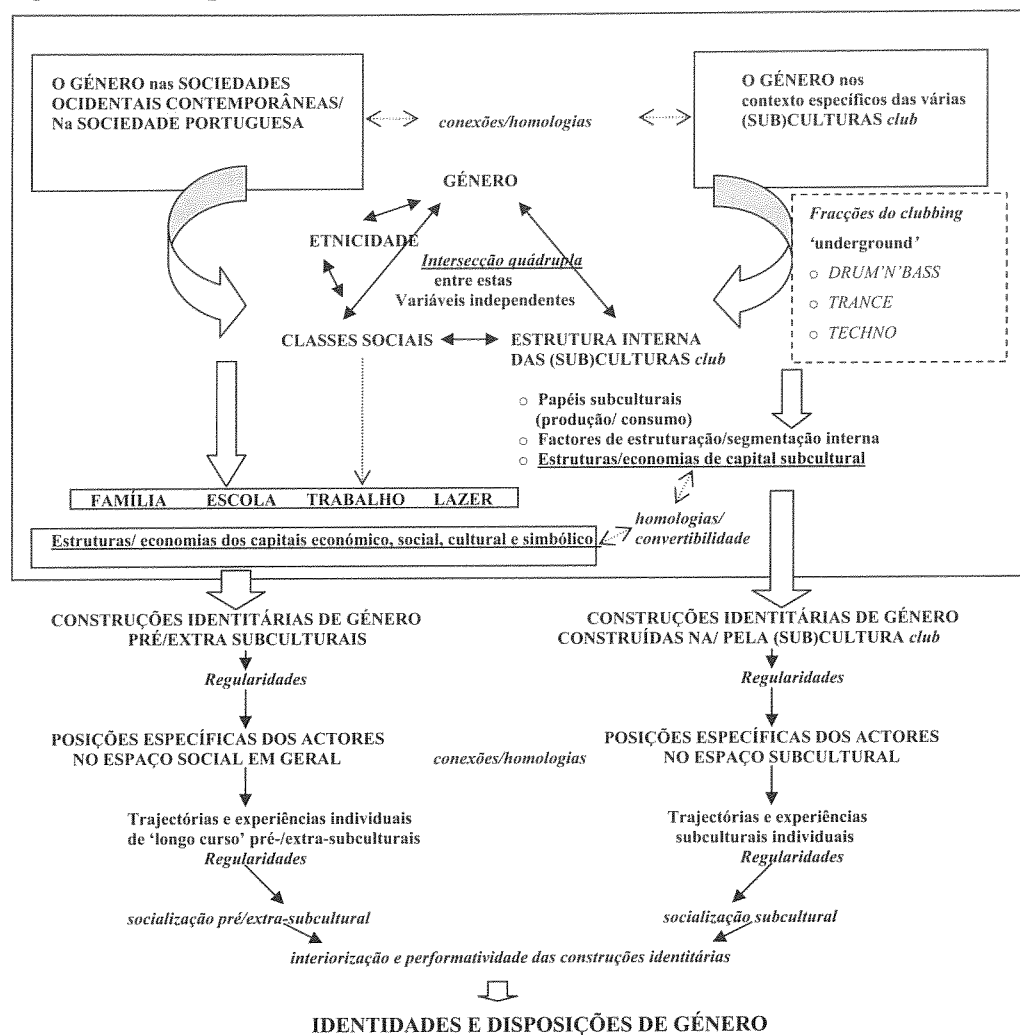 O GÉNERO nas SOCIEDADES
OCIDENTAIS CONTEMPORÂNEAS/
Na SOCIEDADE PORTUGUESA
conexões/homologias
O GÉNERO nos
contexto específicos das várias
(SUB)CULTURAS club
GÉNERO
ETNICIDADE
Intersecção quádrupla
entre estas
Variáveis independentes
Fracções do clubbing
'underground'
○ DRUM'N'BASS
○ TRANCE
○ TECHNO
CLASSES SOCIAIS
ESTRUTURA INTERNA
DAS (SUB)CULTURAS club
○ Papéis subculturais
(produção/ consumo)
○ Factores de estruturação/segmentação interna
○ Estruturas/economias de capital subcultural
FAMÍLIA ESCOLA TRABALHO LAZER
homologias/
convertibilidade
Estruturas/ economias dos capitais económico, social, cultural e simbólico
CONSTRUÇÕES IDENTITÁRIAS DE GÉNERO
PRÉ/EXTRA SUBCULTURAIS
CONSTRUÇÕES IDENTITÁRIAS DE GÉNERO
CONSTRUÍDAS NA/ PELA (SUB)CULTURA club
Regularidades
Regularidades
POSIÇÕES ESPECÍFICAS DOS ACTORES
NO ESPAÇO SOCIAL EM GERAL
conexões/homologias
POSIÇÕES ESPECÍFICAS DOS ACTORES
NO ESPAÇO SUBCULTURAL
Trajectórias e experiências individuais
de 'longo curso' pré-/extra-subculturais
Regularidades
Trajectórias e experiências
subculturais individuais
Regularidades
socialização pré/extra-subcultural
socialização subcultural
interiorização e performatividade das construções identitárias
IDENTIDADES E DISPOSIÇÕES DE GÉNERO